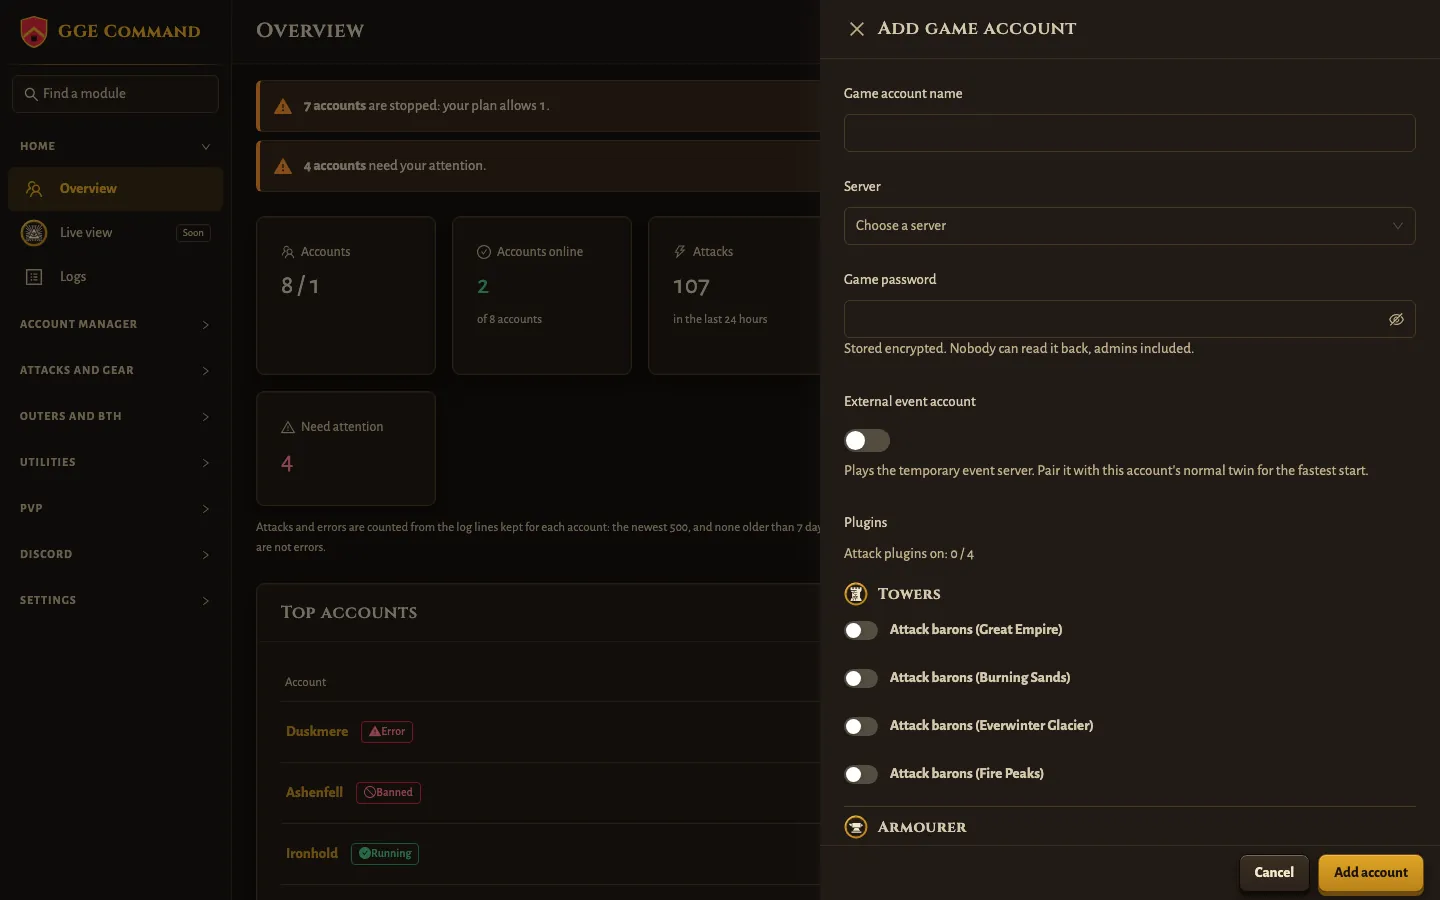 GGE Command
Find a module
HOME
Overview
Live view
Soon
Logs
ACCOUNT MANAGER
ATTACKS AND GEAR
OUTERS AND BTH
UTILITIES
PVP
DISCORD
SETTINGS
Overview
7 accounts are stopped: your plan allows 1.
4 accounts need your attention.
Accounts
8 / 1
Accounts online
2
of 8 accounts
Attacks
107
in the last 24 hours
Need attention
4
Attacks and errors are counted from the log lines kept for each account: the newest 500, and none older than 7 day
are not errors.
Top accounts
Account
Duskmere Error
Ashenfell Banned
Ironhold Running
Add game account
Game account name
Server
Choose a server
Game password
Stored encrypted. Nobody can read it back, admins included.
External event account
Plays the temporary event server. Pair it with this account's normal twin for the fastest start.
Plugins
Attack plugins on: 0 / 4
Towers
Attack barons (Great Empire)
Attack barons (Burning Sands)
Attack barons (Everwinter Glacier)
Attack barons (Fire Peaks)
Armourer
Cancel
Add account